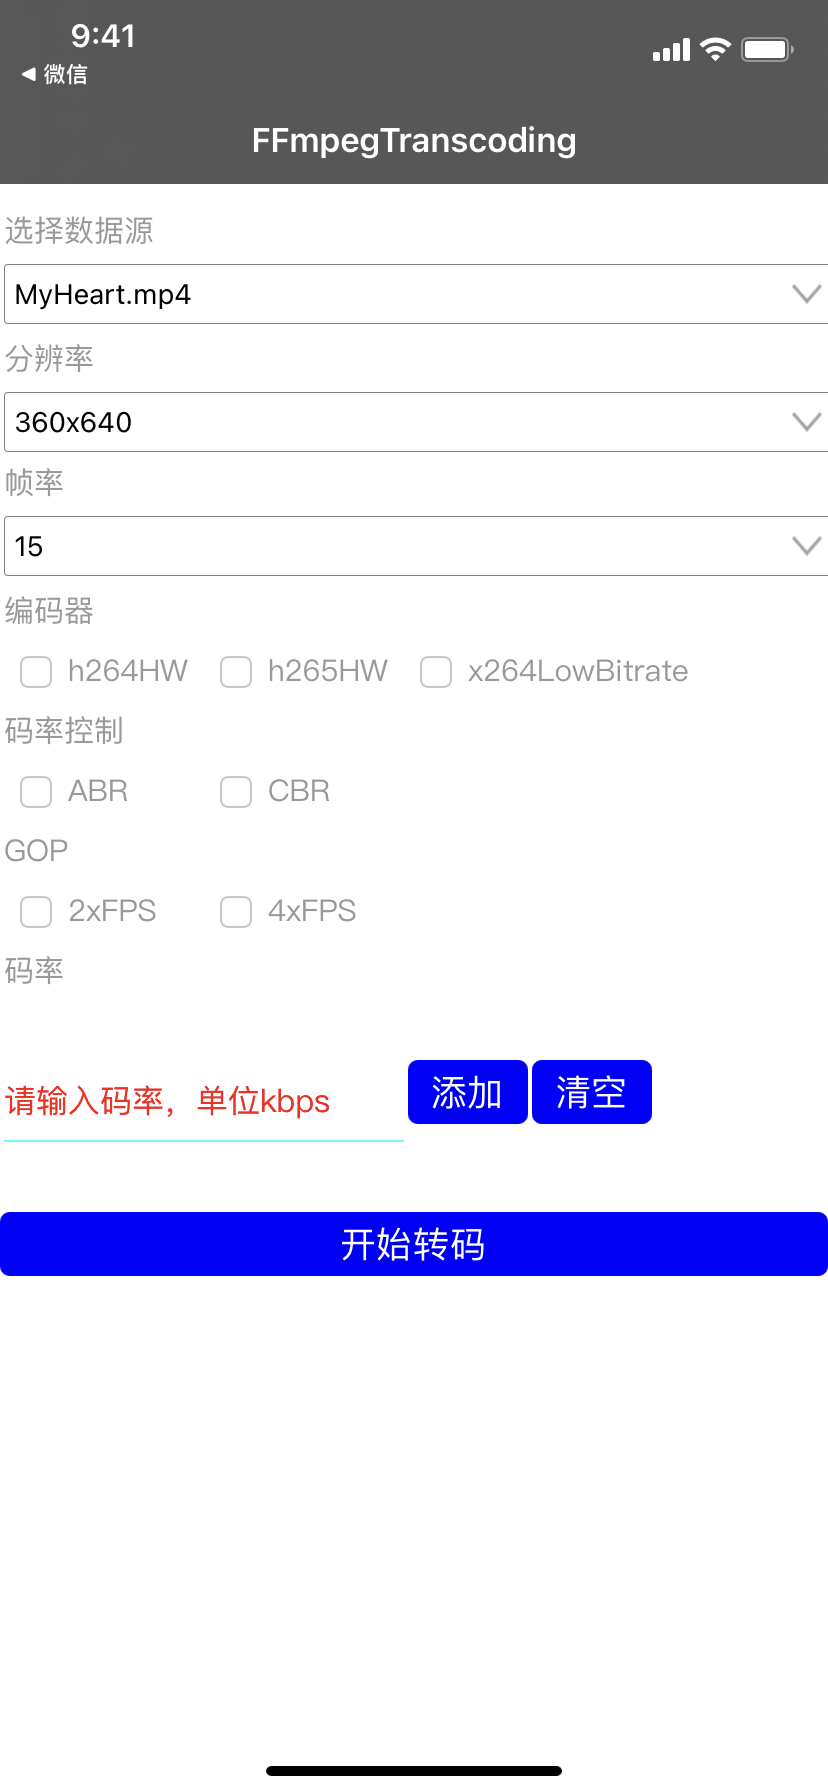 9:41
微信
FFmpegTranscoding
选择数据源
MyHeart.mp4
分辨率
360x640
帧率
15
编码器
h264HW h265HW x264LowBitrate
码率控制
ABR CBR
GOP
2xFPS 4xFPS
码率
请输入码率，单位kbps 添加 清空
开始转码